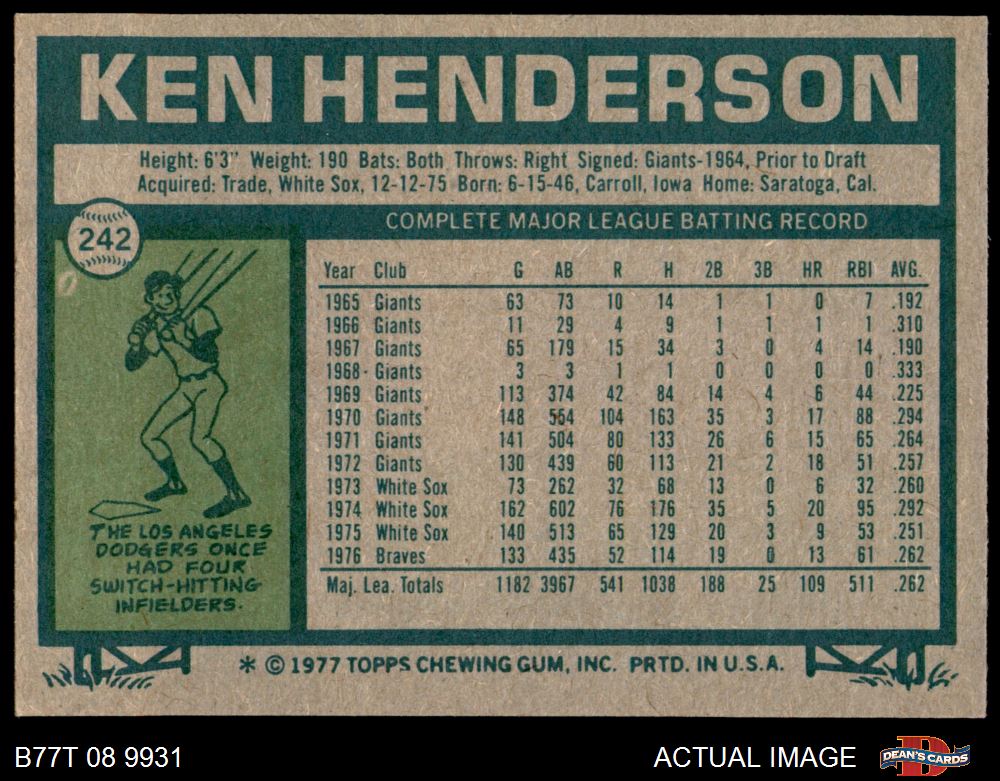 KEN HENDERSON
Height: 6'3" Weight: 190 Bats: Both Throws: Right Signed: Giants-1964, Prior to Draft
Acquired: Trade, White Sox, 12-12-75 Born: 6-15-46, Carroll, Iowa Home: Saratoga, Cal.
242
COMPLETE MAJOR LEAGUE BATTING RECORD
Year Club G AB R H 2B 3B HR RBI AVG.
1965 Giants 63 73 10 14 1 1 0 7 .192
1966 Giants 11 29 4 9 1 1 1 1 .310
1967 Giants 65 179 15 34 3 0 4 14 .190
1968 Giants 3 3 1 1 0 0 0 0 .333
1969 Giants 113 374 42 84 14 4 6 44 .225
1970 Giants 148 554 104 163 35 3 17 88 .294
1971 Giants 141 504 80 133 26 6 15 65 .264
1972 Giants 130 439 60 113 21 2 18 51 .257
1973 White Sox 73 262 32 68 13 0 6 32 .260
1974 White Sox 162 602 76 176 35 5 20 95 .292
1975 White Sox 140 513 65 129 20 3 9 53 .251
1976 Braves 133 435 52 114 19 0 13 61 .262
Maj. Lea. Totals 1182 3967 541 1038 188 25 109 511 .262
THE LOS ANGELES
DODGERS ONCE
HAD FOUR
SWITCH-HITTING
INFIELDERS.
* © 1977 TOPPS CHEWING GUM, INC. PRTD. IN U.S.A.
B77T 08 9931
ACTUAL IMAGE
D
DEAN'S CARDS